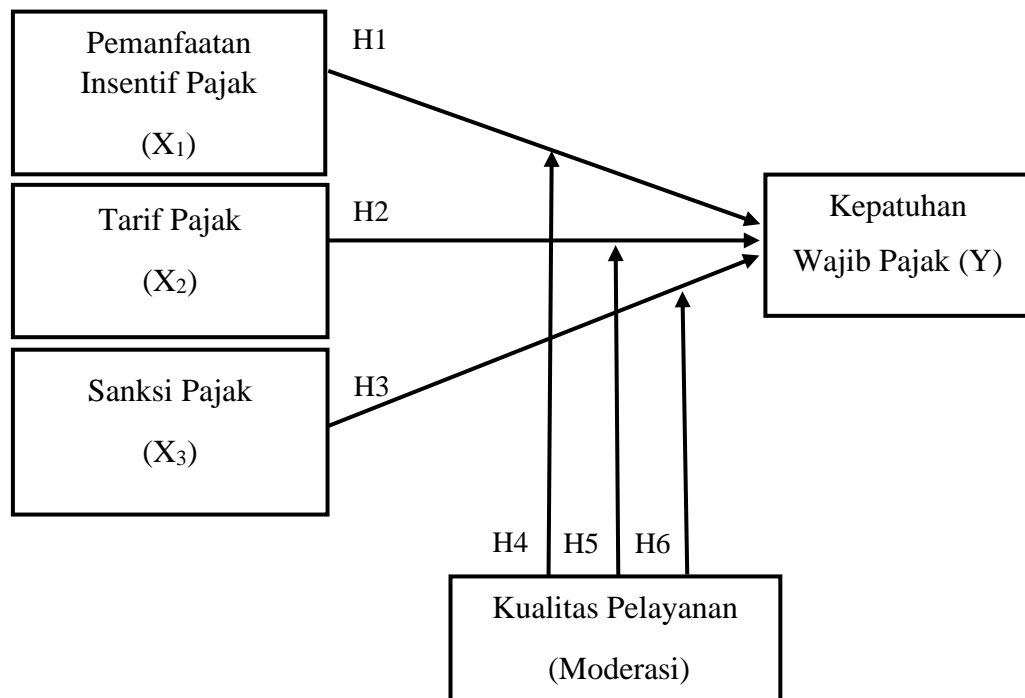 Pemanfaatan
Insentif Pajak
(X₁)
H1
Tarif Pajak
(X₂)
H2
Sanksi Pajak
(X₃)
H3
Kepatuhan
Wajib Pajak (Y)
H4
H5
H6
Kualitas Pelayanan
(Moderasi)